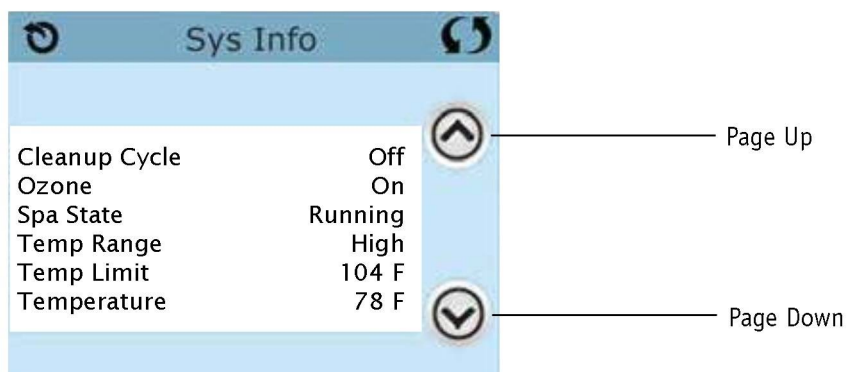 Sys Info
Page Up
Cleanup Cycle Off
Ozone On
Spa State Running
Temp Range High
Temp Limit 104 F
Temperature 78 F
Page Down